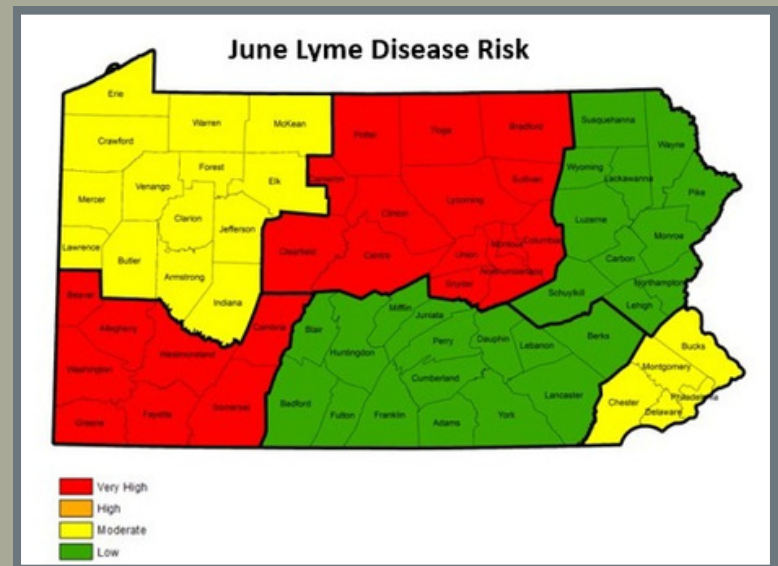 June Lyme Disease Risk
Erie
Warren
McKean
Crawford
Forest
Elk
Venango
Mercer
Clarion
Jefferson
Lawrence
Butler
Armstrong
Indiana
Potter
Tioga
Bradford
Cameron
Sullivan
Lycoming
Clinton
Clearfield
Centre
Union
Montour
Columbia
Northumberland
Snyder
Susquehanna
Wayne
Wyoming
Lackawanna
Pike
Luzerne
Monroe
Carbon
Northampton
Schuylkill
Lehigh
Beaver
Allegheny
Westmoreland
Cambria
Washington
Greene
Fayette
Somerset
Blair
Mifflin
Juniata
Huntingdon
Perry
Dauphin
Lebanon
Berks
Cumberland
Bedford
Fulton
Franklin
Adams
York
Lancaster
Bucks
Montgomery
Philadelphia
Chester
Delaware
Very High
High
Moderate
Low